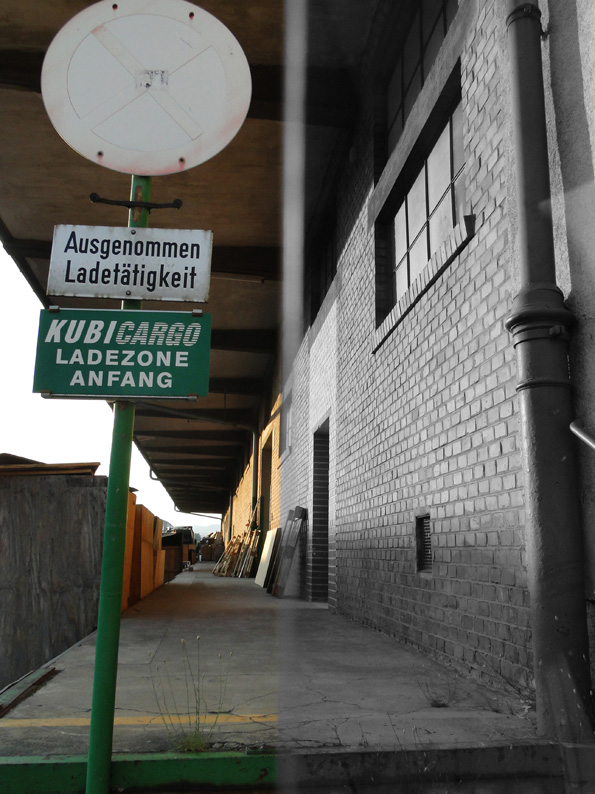 Ausgenommen
Ladetätigkeit
KUBICARGO
LADEZONE
ANFANG